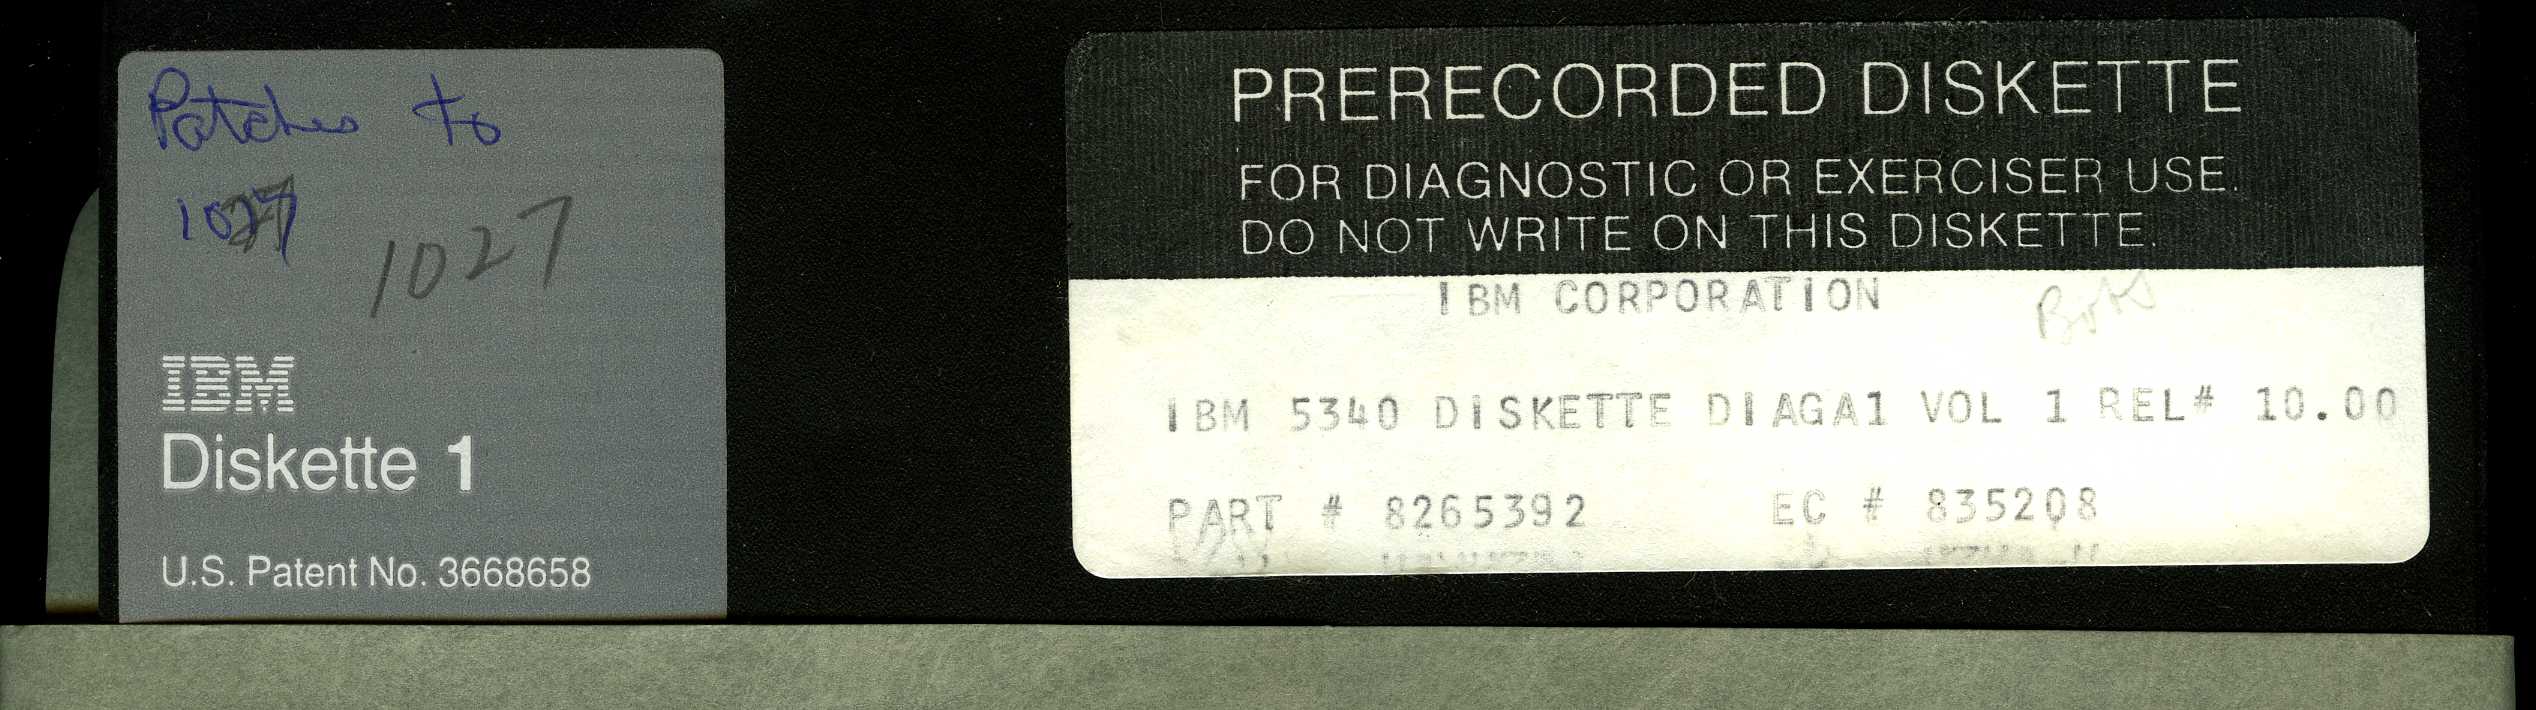 Patches to
1027
1027
IBM
Diskette 1
U.S. Patent No. 3668658
PRERECORDED DISKETTE
FOR DIAGNOSTIC OR EXERCISER USE.
DO NOT WRITE ON THIS DISKETTE.
IBM CORPORATION
IBM 5340 DISKETTE DIAGA1 VOL 1 REL# 10.00
PART # 8265392 EC # 835208